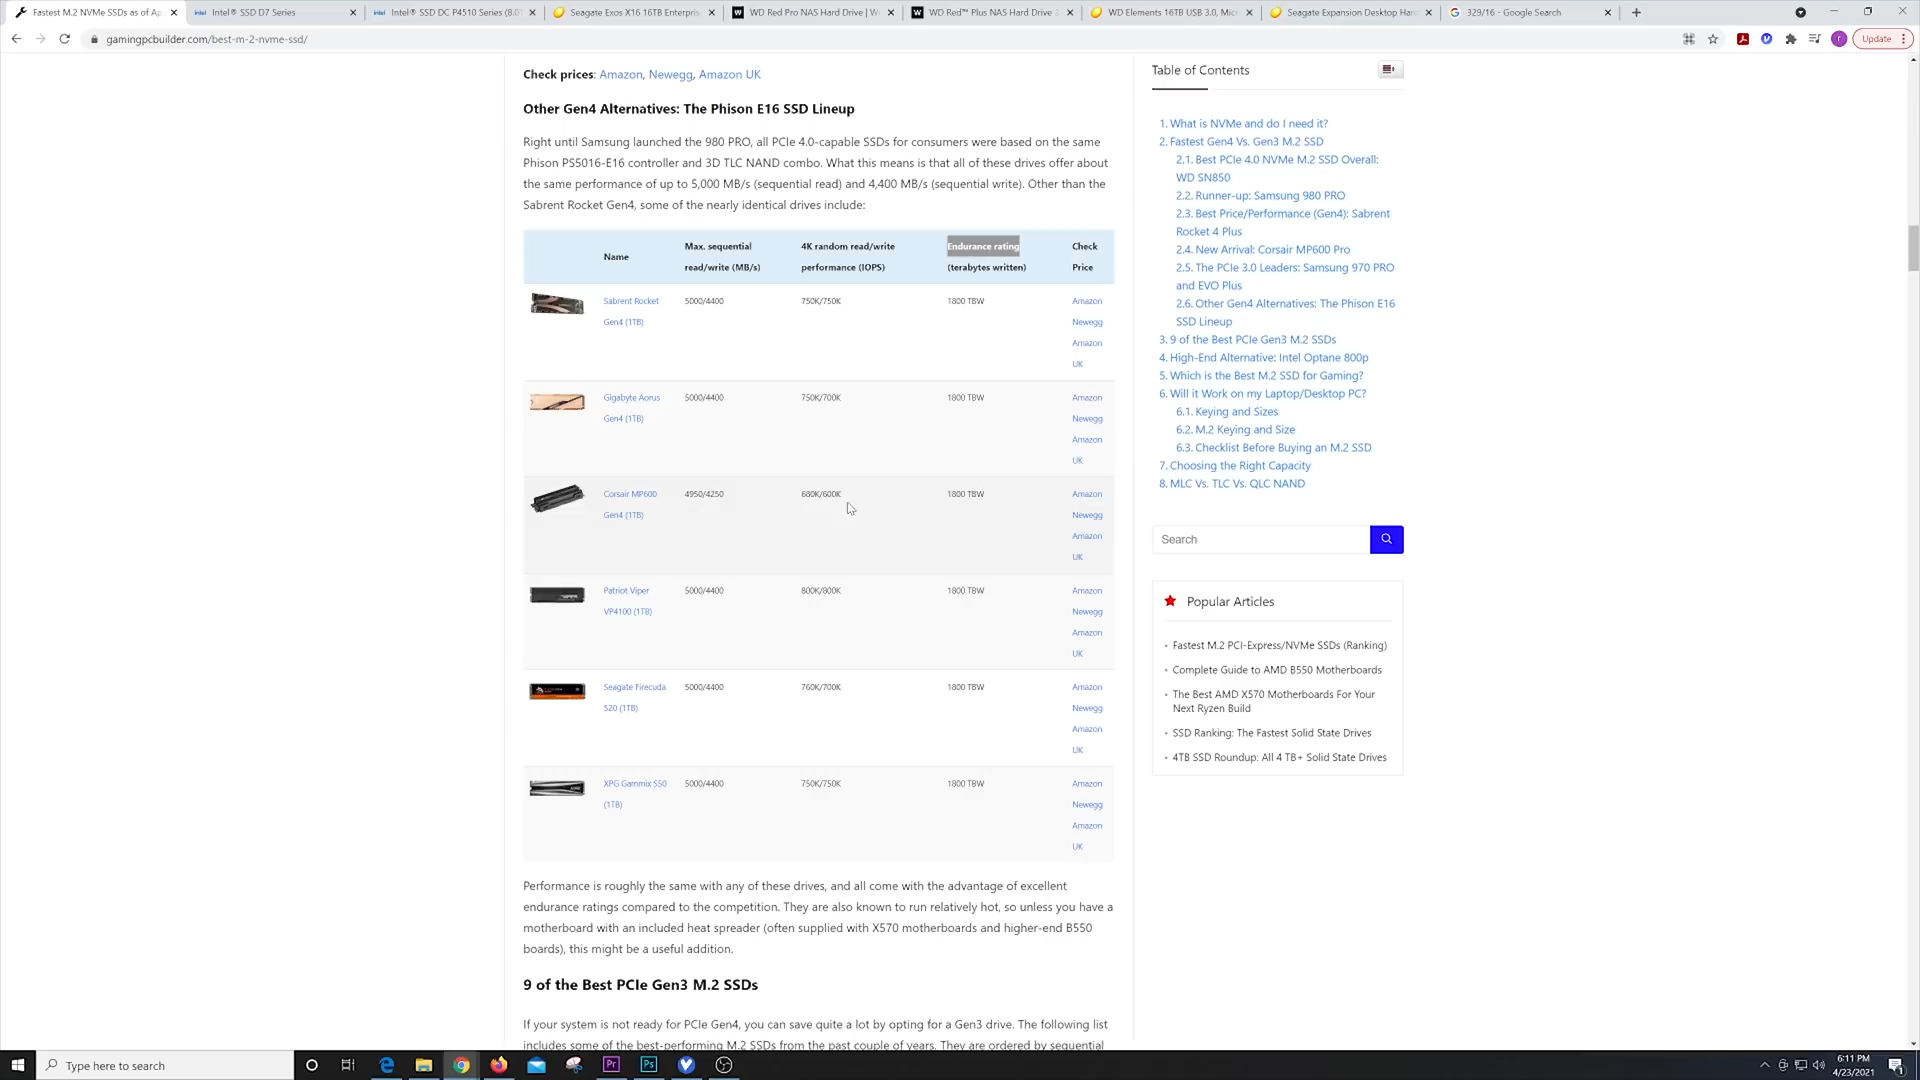 Fastest M.2 NVMe SSDs as of Ap
Intel® SSD D7 Series
Intel® SSD DC P4510 Series (8.0T
Seagate Exos X16 16TB Enterpris
WD Red Pro NAS Hard Drive | W
WD Red™ Plus NAS Hard Drive 3
WD Elements 16TB USB 3.0, Mic
Seagate Expansion Desktop Har
329/16 - Google Search
gamingpcbuilder.com/best-m-2-nvme-ssd/
Update
Check prices: Amazon, Newegg, Amazon UK
Other Gen4 Alternatives: The Phison E16 SSD Lineup
Right until Samsung launched the 980 PRO, all PCIe 4.0-capable SSDs for consumers were based on the same
Phison PS5016-E16 controller and 3D TLC NAND combo. What this means is that all of these drives offer about
the same performance of up to 5,000 MB/s (sequential read) and 4,400 MB/s (sequential write). Other than the
Sabrent Rocket Gen4, some of the nearly identical drives include:
Name
Max. sequential
read/write (MB/s)
4K random read/write
performance (IOPS)
Endurance rating
(terabytes written)
Check
Price
Sabrent Rocket
Gen4 (1TB)
5000/4400
750K/750K
1800 TBW
Amazon
Newegg
Amazon
UK
Gigabyte Aorus
Gen4 (1TB)
5000/4400
750K/700K
1800 TBW
Amazon
Newegg
Amazon
UK
Corsair MP600
Gen4 (1TB)
4950/4250
680K/600K
1800 TBW
Amazon
Newegg
Amazon
UK
Patriot Viper
VP4100 (1TB)
5000/4400
800K/800K
1800 TBW
Amazon
Newegg
Amazon
UK
Seagate Firecuda
520 (1TB)
5000/4400
760K/700K
1800 TBW
Amazon
Newegg
Amazon
UK
XPG Gammix S50
(1TB)
5000/4400
750K/750K
1800 TBW
Amazon
Newegg
Amazon
UK
Performance is roughly the same with any of these drives, and all come with the advantage of excellent
endurance ratings compared to the competition. They are also known to run relatively hot, so unless you have a
motherboard with an included heat spreader (often supplied with X570 motherboards and higher-end B550
boards), this might be a useful addition.
9 of the Best PCIe Gen3 M.2 SSDs
If your system is not ready for PCIe Gen4, you can save quite a lot by opting for a Gen3 drive. The following list
includes some of the best-performing M.2 SSDs from the past couple of years. They are ordered by sequential
Table of Contents
1. What is NVMe and do I need it?
2. Fastest Gen4 Vs. Gen3 M.2 SSD
2.1. Best PCIe 4.0 NVMe M.2 SSD Overall:
WD SN850
2.2. Runner-up: Samsung 980 PRO
2.3. Best Price/Performance (Gen4): Sabrent
Rocket 4 Plus
2.4. New Arrival: Corsair MP600 Pro
2.5. The PCIe 3.0 Leaders: Samsung 970 PRO
and EVO Plus
2.6. Other Gen4 Alternatives: The Phison E16
SSD Lineup
3. 9 of the Best PCIe Gen3 M.2 SSDs
4. High-End Alternative: Intel Optane 800p
5. Which is the Best M.2 SSD for Gaming?
6. Will it Work on my Laptop/Desktop PC?
6.1. Keying and Sizes
6.2. M.2 Keying and Size
6.3. Checklist Before Buying an M.2 SSD
7. Choosing the Right Capacity
8. MLC Vs. TLC Vs. QLC NAND
Search
Popular Articles
Fastest M.2 PCI-Express/NVMe SSDs (Ranking)
Complete Guide to AMD B550 Motherboards
The Best AMD X570 Motherboards For Your
Next Ryzen Build
SSD Ranking: The Fastest Solid State Drives
4TB SSD Roundup: All 4 TB+ Solid State Drives
Type here to search
Pr
Ps
6:11 PM
4/23/2021